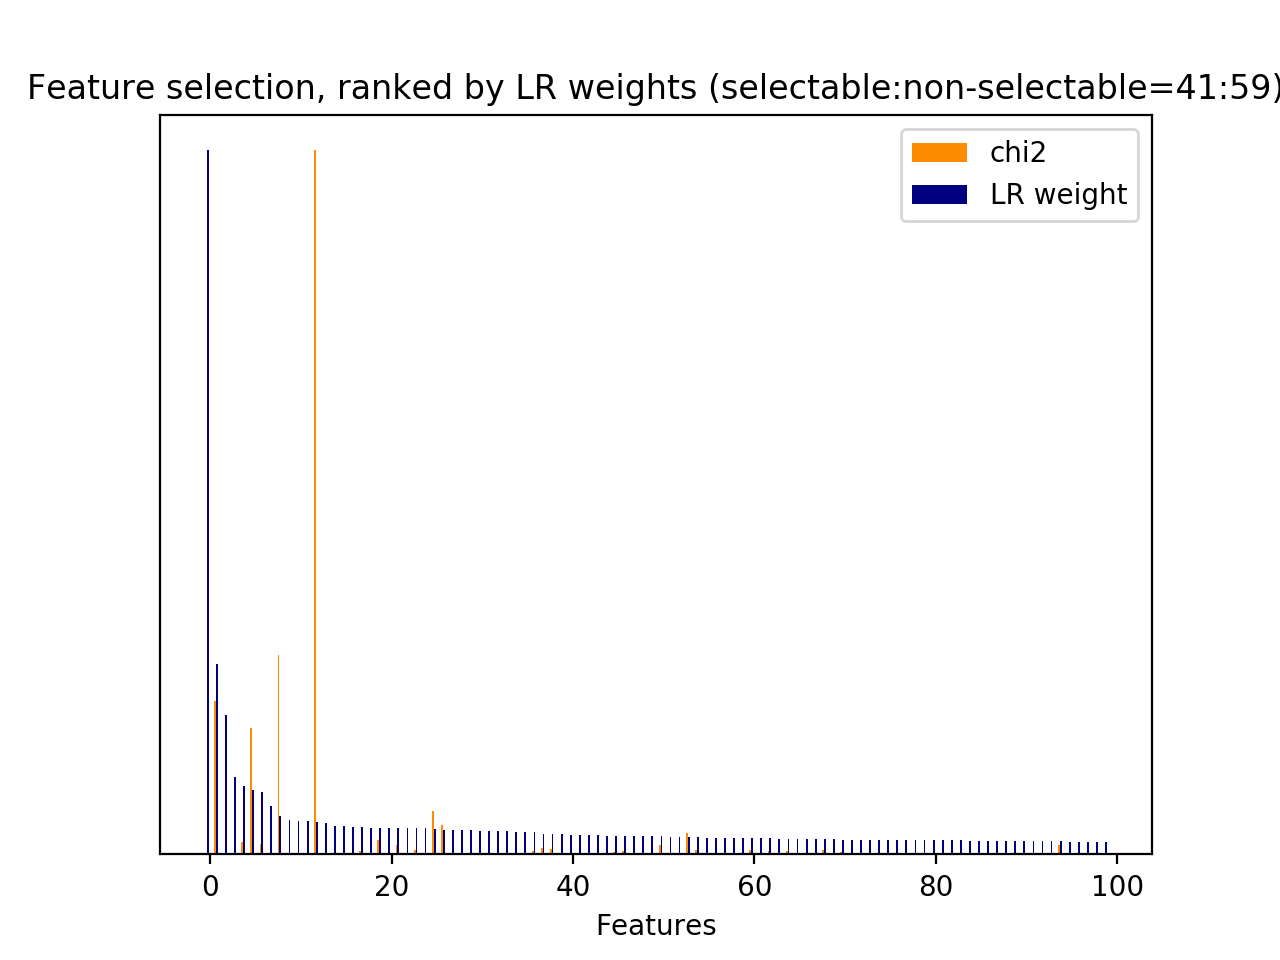 Feature selection, ranked by LR weights (selectable:non-selectable=41:59)
chi2
LR weight
0 20 40 60 80 100
Features